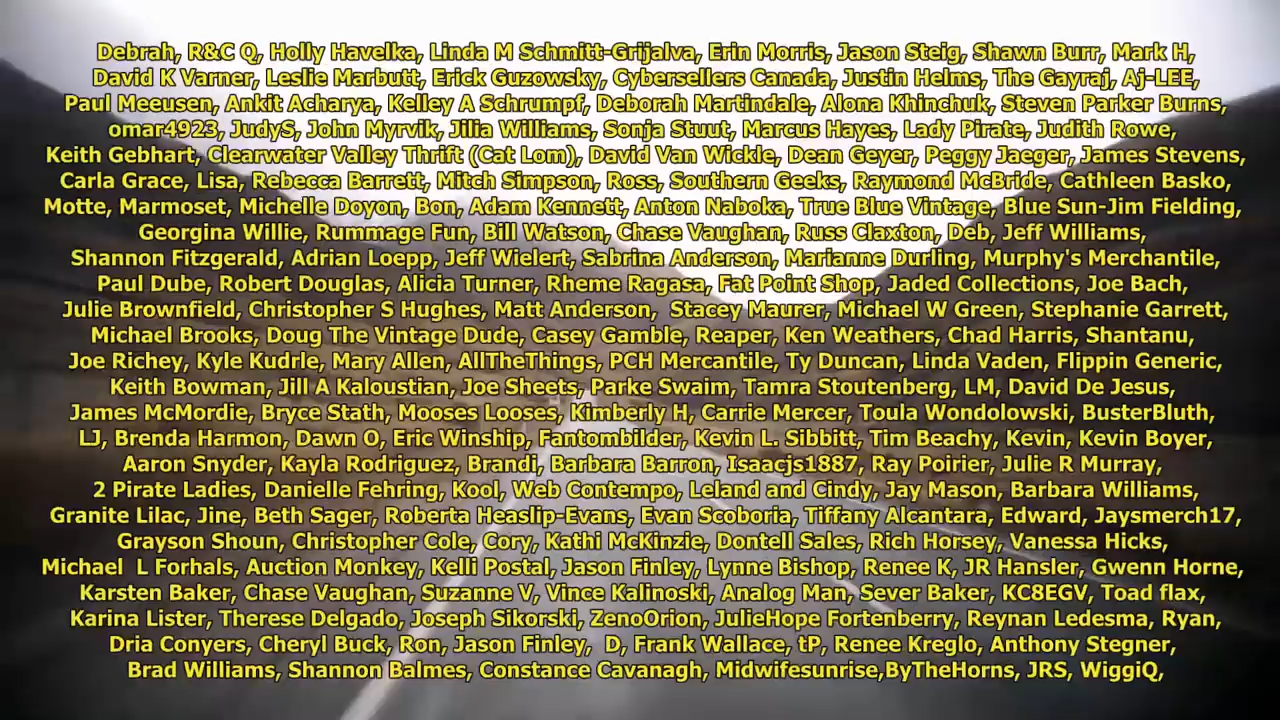 Debrah, R&C Q, Holly Havelka, Linda M Schmitt-Grijalva, Erin Morris, Jason Steig, Shawn Burr, Mark H,
David K Varner, Leslie Marbutt, Erick Guzowsky, Cybersellers Canada, Justin Helms, The Gayraj, Aj-LEE,
Paul Meeusen, Ankit Acharya, Kelley A Schrumpf, Deborah Martindale, Alona Khinchuk, Steven Parker Burns,
omar4923, JudyS, John Myrvik, Jilia Williams, Sonja Stuut, Marcus Hayes, Lady Pirate, Judith Rowe,
Keith Gebhart, Clearwater Valley Thrift (Cat Lom), David Van Wickle, Dean Geyer, Peggy Jaeger, James Stevens,
Carla Grace, Lisa, Rebecca Barrett, Mitch Simpson, Ross, Southern Geeks, Raymond McBride, Cathleen Basko,
Motte, Marmoset, Michelle Doyon, Bon, Adam Kennett, Anton Naboka, True Blue Vintage, Blue Sun-Jim Fielding,
Georgina Willie, Rummage Fun, Bill Watson, Chase Vaughan, Russ Claxton, Deb, Jeff Williams,
Shannon Fitzgerald, Adrian Loepp, Jeff Wielert, Sabrina Anderson, Marianne Durling, Murphy's Merchantile,
Paul Dube, Robert Douglas, Alicia Turner, Rheme Ragasa, Fat Point Shop, Jaded Collections, Joe Bach,
Julie Brownfield, Christopher S Hughes, Matt Anderson,  Stacey Maurer, Michael W Green, Stephanie Garrett,
Michael Brooks, Doug The Vintage Dude, Casey Gamble, Reaper, Ken Weathers, Chad Harris, Shantanu,
Joe Richey, Kyle Kudrle, Mary Allen, AllTheThings, PCH Mercantile, Ty Duncan, Linda Vaden, Flippin Generic,
Keith Bowman, Jill A Kaloustian, Joe Sheets, Parke Swaim, Tamra Stoutenberg, LM, David De Jesus,
James McMordie, Bryce Stath, Mooses Looses, Kimberly H, Carrie Mercer, Toula Wondolowski, BusterBluth,
LJ, Brenda Harmon, Dawn O, Eric Winship, Fantombilder, Kevin L. Sibbitt, Tim Beachy, Kevin, Kevin Boyer,
Aaron Snyder, Kayla Rodriguez, Brandi, Barbara Barron, Isaacjs1887, Ray Poirier, Julie R Murray,
2 Pirate Ladies, Danielle Fehring, Kool, Web Contempo, Leland and Cindy, Jay Mason, Barbara Williams,
Granite Lilac, Jine, Beth Sager, Roberta Heaslip-Evans, Evan Scoboria, Tiffany Alcantara, Edward, Jaysmerch17,
Grayson Shoun, Christopher Cole, Cory, Kathi McKinzie, Dontell Sales, Rich Horsey, Vanessa Hicks,
Michael  L Forhals, Auction Monkey, Kelli Postal, Jason Finley, Lynne Bishop, Renee K, JR Hansler, Gwenn Horne,
Karsten Baker, Chase Vaughan, Suzanne V, Vince Kalinoski, Analog Man, Sever Baker, KC8EGV, Toad flax,
Karina Lister, Therese Delgado, Joseph Sikorski, ZenoOrion, JulieHope Fortenberry, Reynan Ledesma, Ryan,
Dria Conyers, Cheryl Buck, Ron, Jason Finley,  D, Frank Wallace, tP, Renee Kreglo, Anthony Stegner,
Brad Williams, Shannon Balmes, Constance Cavanagh, Midwifesunrise,ByTheHorns, JRS, WiggiQ,